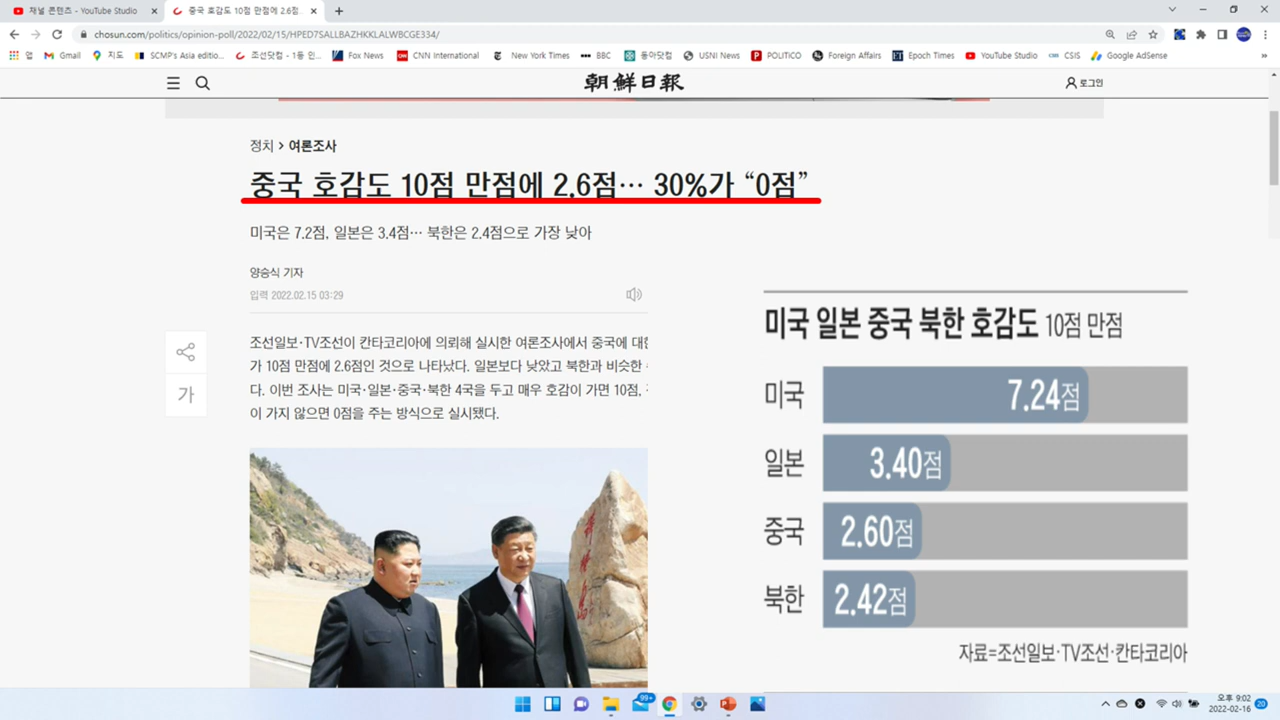 채널 콘텐츠 - YouTube Studio
중국 호감도 10점 만점에 2.6점..
chosun.com/politics/opinion-poll/2022/02/15/HPED7SALLBAZHKKLALWBCGE334/
앱
Gmail
지도
SCMP's Asia editio...
조선닷컴 - 1등 인...
Fox News
CNN International
New York Times
BBC
동아닷컴
USNI News
POLITICO
Foreign Affairs
Epoch Times
YouTube Studio
CSIS
Google AdSense
朝鮮日報
로그인
정치 > 여론조사
중국 호감도 10점 만점에 2.6점… 30%가 “0점”
미국은 7.2점, 일본은 3.4점… 북한은 2.4점으로 가장 낮아
양승식 기자
입력 2022.02.15 03:29
가
조선일보·TV조선이 칸타코리아에 의뢰해 실시한 여론조사에서 중국에 대한
가 10점 만점에 2.6점인 것으로 나타났다. 일본보다 낮았고 북한과 비슷한
다. 이번 조사는 미국·일본·중국·북한 4국을 두고 매우 호감이 가면 10점,
이 가지 않으면 0점을 주는 방식으로 실시됐다.
미국 일본 중국 북한 호감도 10점 만점
미국 7.24점
일본 3.40점
중국 2.60점
북한 2.42점
자료=조선일보·TV조선·칸타코리아
99+
오후 9:02
2022-02-16
20